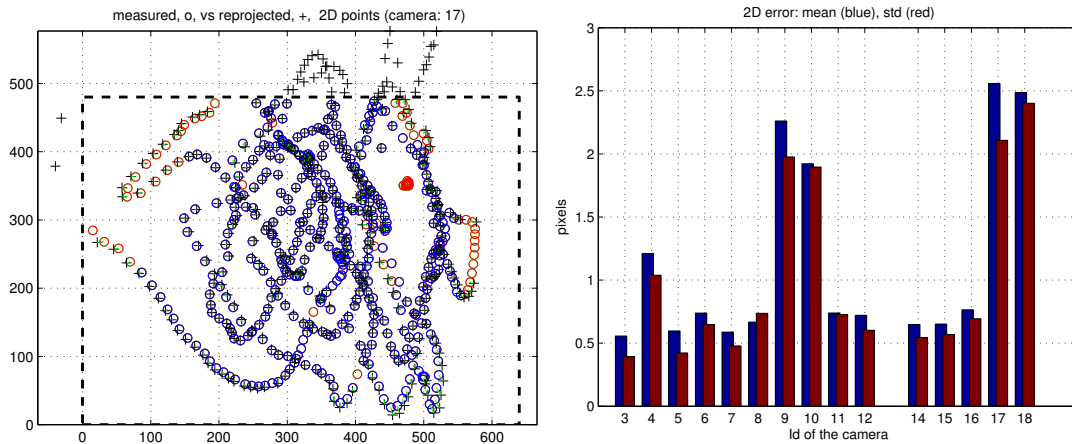 measured, o, vs reprojected, +, 2D points (camera: 17)
500
400
300
200
100
0
0 100 200 300 400 500 600
2D error: mean (blue), std (red)
3
2.5
2
1.5
1
0.5
0
pixels
3 4 5 6 7 8 9 10 11 12 14 15 16 17 18
Id of the camera